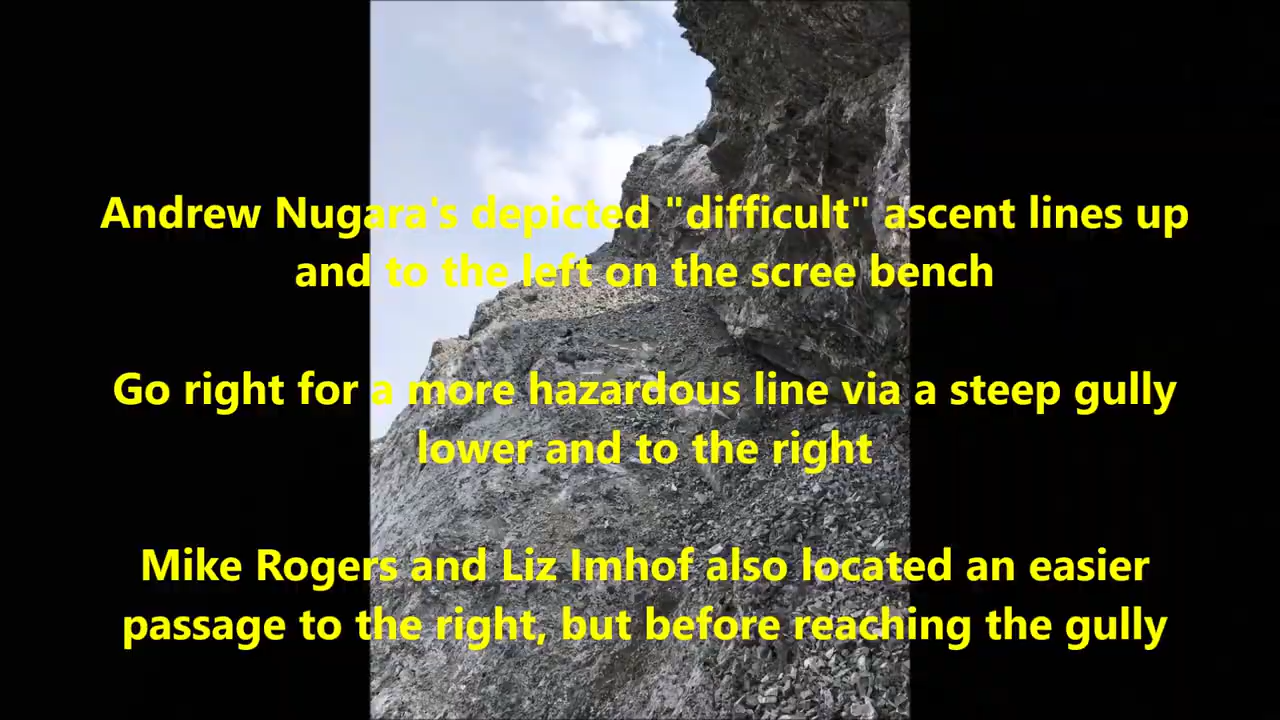 Andrew Nugara's depicted "difficult" ascent lines up
and to the left on the scree bench
Go right for a more hazardous line via a steep gully
lower and to the right
Mike Rogers and Liz Imhof also located an easier
passage to the right, but before reaching the gully